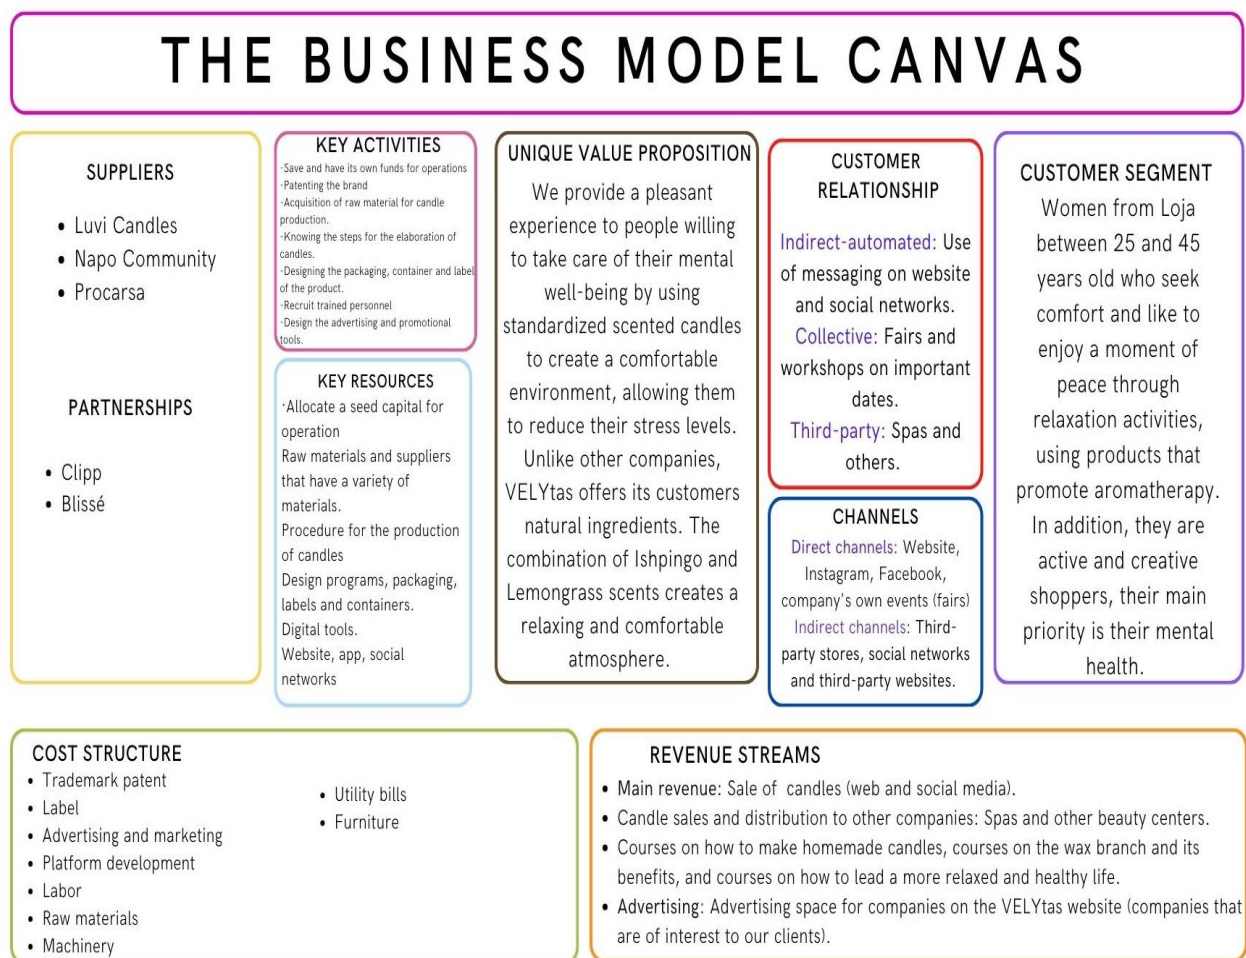 THE BUSINESS MODEL CANVAS
SUPPLIERS
• Luvi Candles
• Napo Community
• Procarsa
PARTNERSHIPS
• Clipp
• Blissé
KEY ACTIVITIES
-Save and have its own funds for operations
-Patenting the brand
-Acquisition of raw material for candle
production.
-Knowing the steps for the elaboration of
candles.
-Designing the packaging, container and label
of the product.
-Recruit trained personnel
-Design the advertising and promotional
tools.
KEY RESOURCES
·Allocate a seed capital for
operation
Raw materials and suppliers
that have a variety of
materials.
Procedure for the production
of candles
Design programs, packaging,
labels and containers.
Digital tools.
Website, app, social
networks
UNIQUE VALUE PROPOSITION
We provide a pleasant
experience to people willing
to take care of their mental
well-being by using
standardized scented candles
to create a comfortable
environment, allowing them
to reduce their stress levels.
Unlike other companies,
VELYtas offers its customers
natural ingredients. The
combination of Ishpingo and
Lemongrass scents creates a
relaxing and comfortable
atmosphere.
CUSTOMER
RELATIONSHIP
Indirect-automated: Use
of messaging on website
and social networks.
Collective: Fairs and
workshops on important
dates.
Third-party: Spas and
others.
CHANNELS
Direct channels: Website,
Instagram, Facebook,
company's own events (fairs)
Indirect channels: Third-
party stores, social networks
and third-party websites.
CUSTOMER SEGMENT
Women from Loja
between 25 and 45
years old who seek
comfort and like to
enjoy a moment of
peace through
relaxation activities,
using products that
promote aromatherapy.
In addition, they are
active and creative
shoppers, their main
priority is their mental
health.
COST STRUCTURE
• Trademark patent
• Label
• Advertising and marketing
• Platform development
• Labor
• Raw materials
• Machinery
• Utility bills
• Furniture
REVENUE STREAMS
• Main revenue: Sale of candles (web and social media).
• Candle sales and distribution to other companies: Spas and other beauty centers.
• Courses on how to make homemade candles, courses on the wax branch and its
benefits, and courses on how to lead a more relaxed and healthy life.
• Advertising: Advertising space for companies on the VELYtas website (companies that
are of interest to our clients).